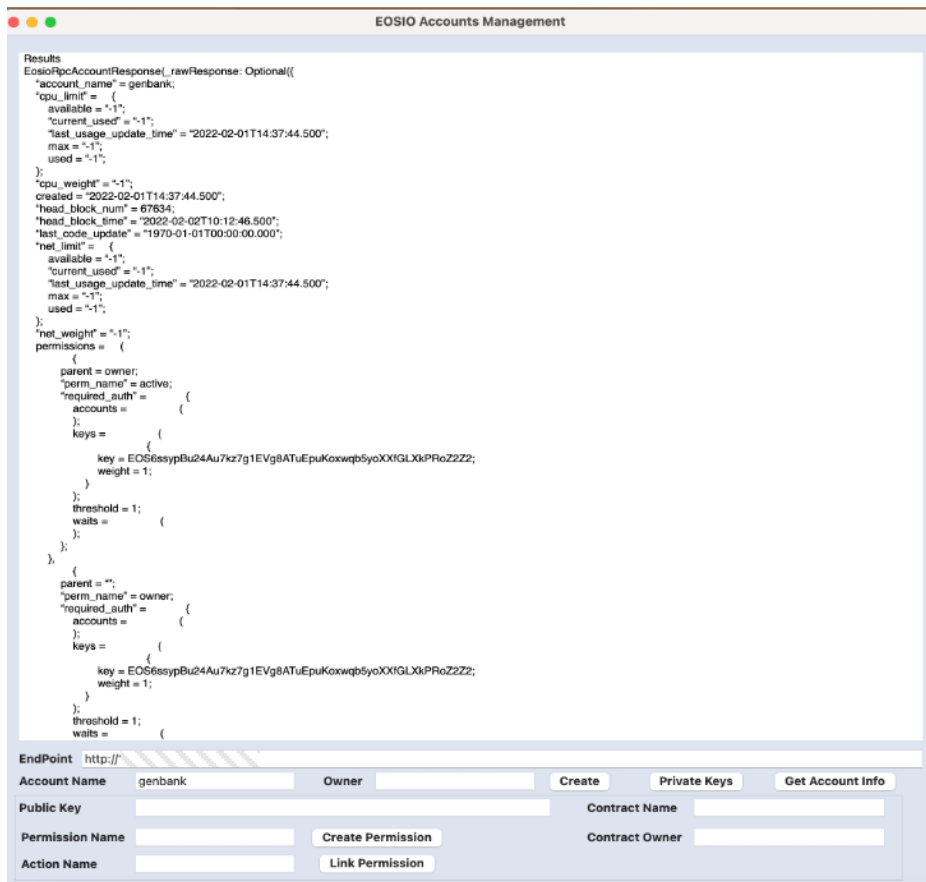 EOSIO Accounts Management
Results
EosioRpcAccountResponse(_rawResponse: Optional({
"account_name" = genbank;
"cpu_limit" = {
available = "-1";
"current_used" = "-1";
"last_usage_update_time" = "2022-02-01T14:37:44.500";
max = "-1";
used = "-1";
};
"cpu_weight" = "-1";
created = "2022-02-01T14:37:44.500";
"head_block_num" = 67634;
"head_block_time" = "2022-02-02T10:12:46.500";
"last_code_update" = "1970-01-01T00:00:00.000";
"net_limit" = {
available = "-1";
"current_used" = "-1";
"last_usage_update_time" = "2022-02-01T14:37:44.500";
max = "-1";
used = "-1";
};
"net_weight" = "-1";
permissions = (
{
parent = owner;
"perm_name" = active;
"required_auth" = {
accounts = (
);
keys = (
{
key = EOS6ssypBu24Au7kz7g1EVg8ATuEpuKoxwqb5yoXXfGLXkPRoZ2Z2;
weight = 1;
}
);
threshold = 1;
waits = (
);
};
},
{
parent = "";
"perm_name" = owner;
"required_auth" = {
accounts = (
);
keys = (
{
key = EOS6ssypBu24Au7kz7g1EVg8ATuEpuKoxwqb5yoXXfGLXkPRoZ2Z2;
weight = 1;
}
);
threshold = 1;
waits = (
EndPoint http://
Account Name genbank Owner Create Private Keys Get Account Info
Public Key Contract Name
Permission Name Create Permission Contract Owner
Action Name Link Permission